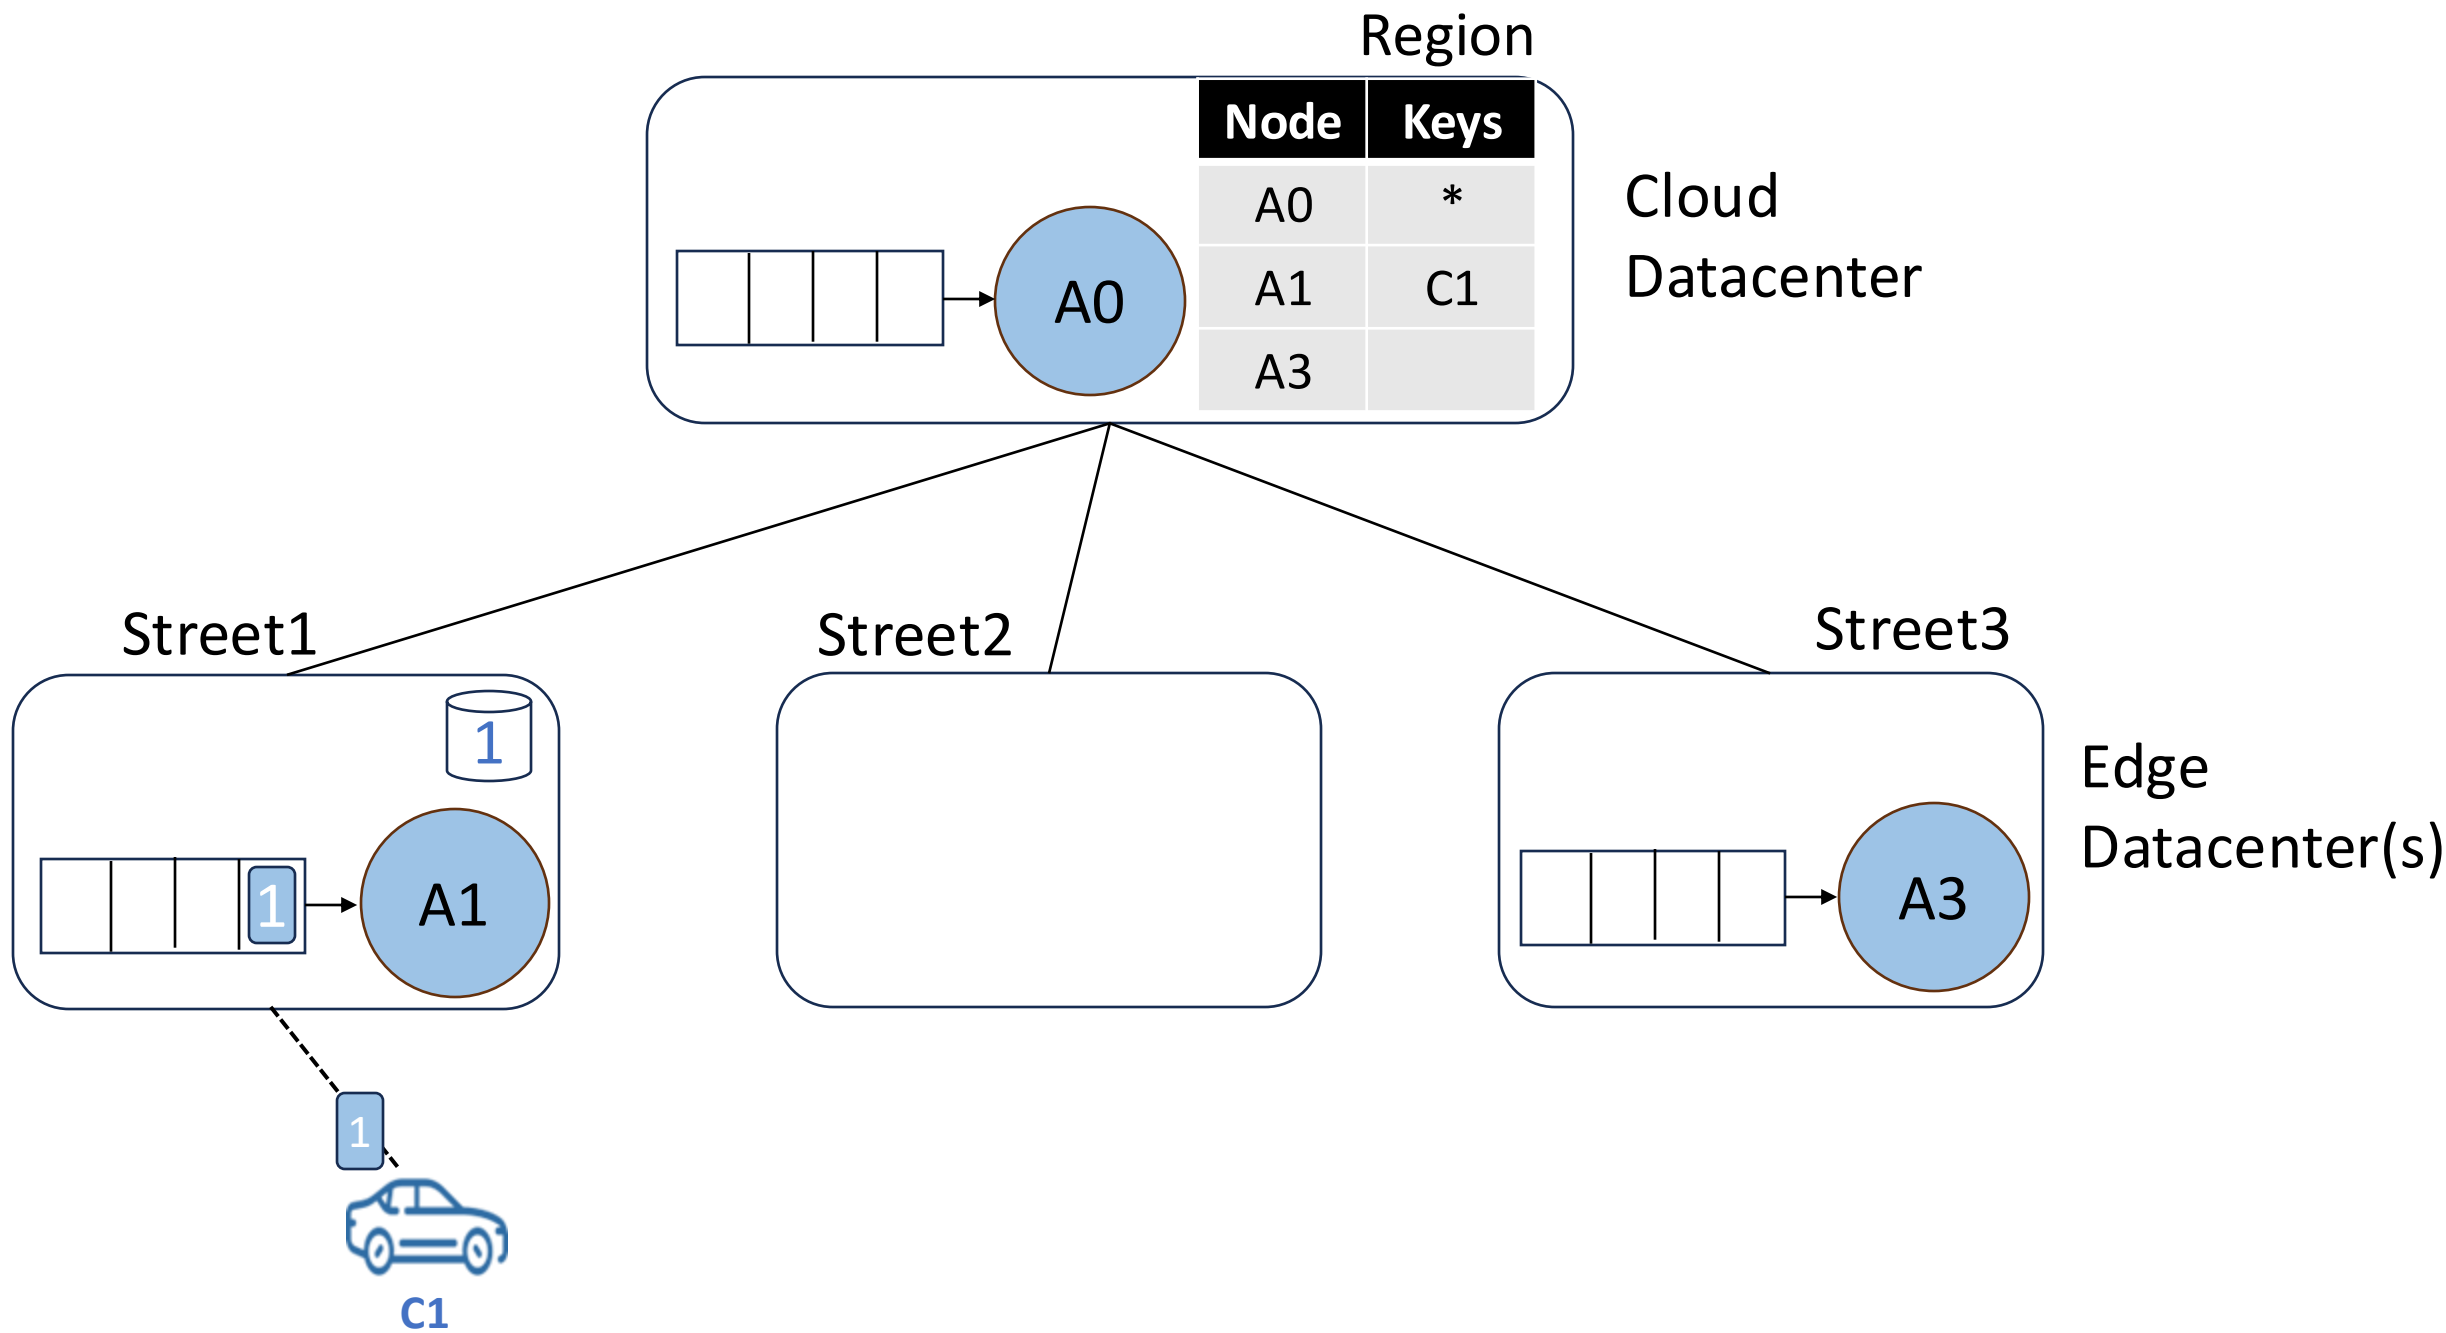 Region
Node Keys
A0 *
A1 C1
A3
A0
Cloud
Datacenter
Street1
Street2
Street3
1
1
A1
A3
Edge
Datacenter(s)
1
C1